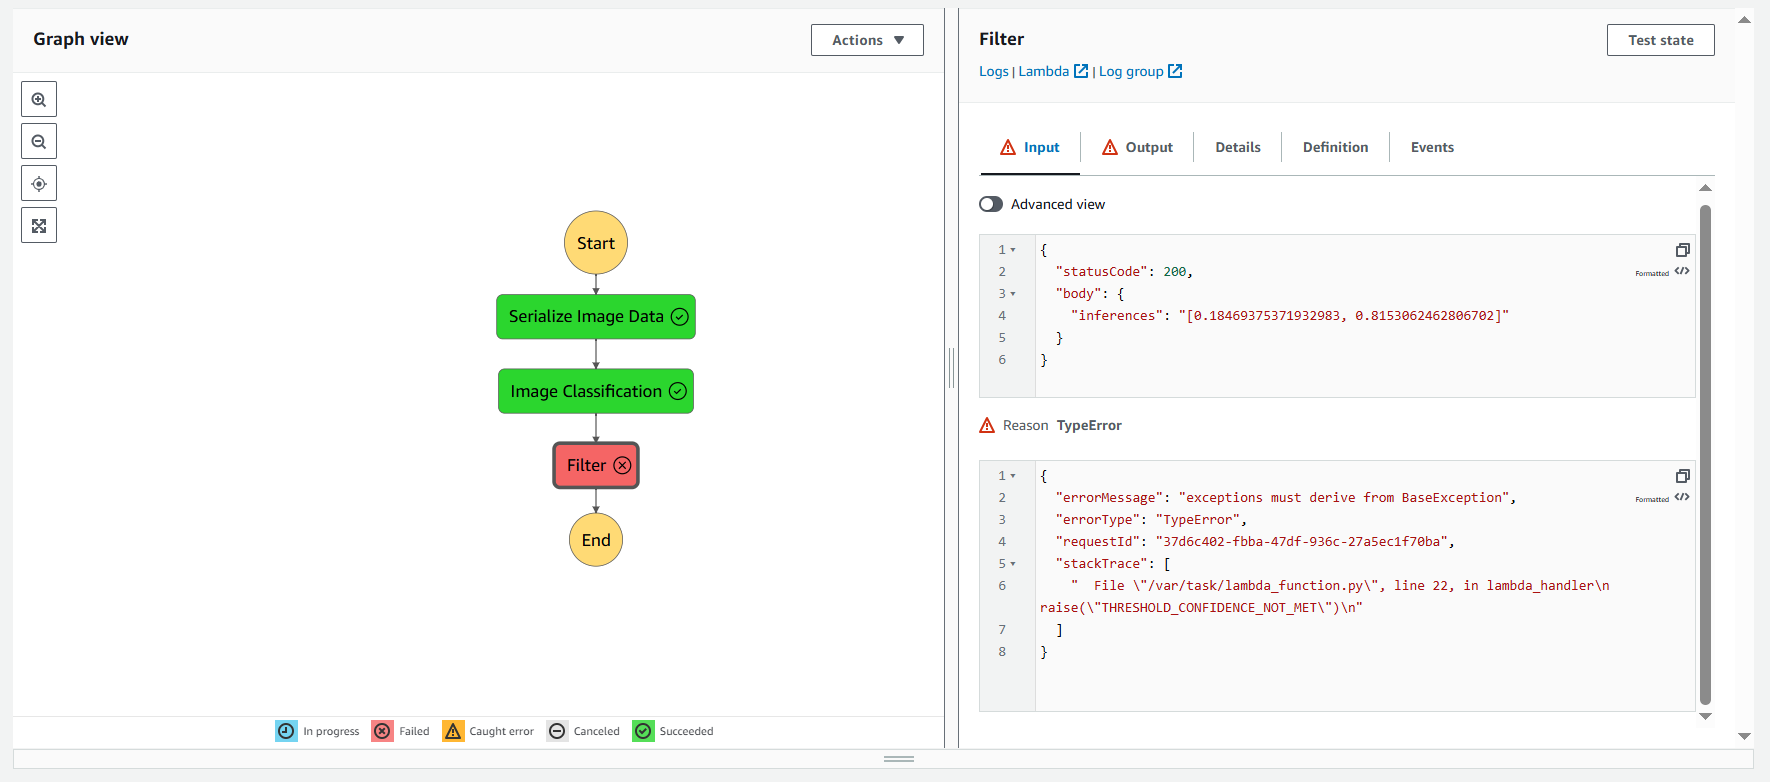 Graph view
Actions
Start
Serialize Image Data
Image Classification
Filter
End
In progress
Failed
Caught error
Canceled
Succeeded
Filter
Test state
Logs | Lambda | Log group
Input
Output
Details
Definition
Events
Advanced view
1 {
2 "statusCode": 200,
3 "body": {
4 "inferences": "[0.18469375371932983, 0.8153062462806702]"
5 }
6 }
Formatted
Reason TypeError
1 {
2 "errorMessage": "exceptions must derive from BaseException",
3 "errorType": "TypeError",
4 "requestId": "37d6c402-fbba-47df-936c-27a5ec1f70ba",
5 "stackTrace": [
6 "  File \"/var/task/lambda_function.py\", line 22, in lambda_handler\n
raise(\"THRESHOLD_CONFIDENCE_NOT_MET\")\n"
7 ]
8 }
Formatted